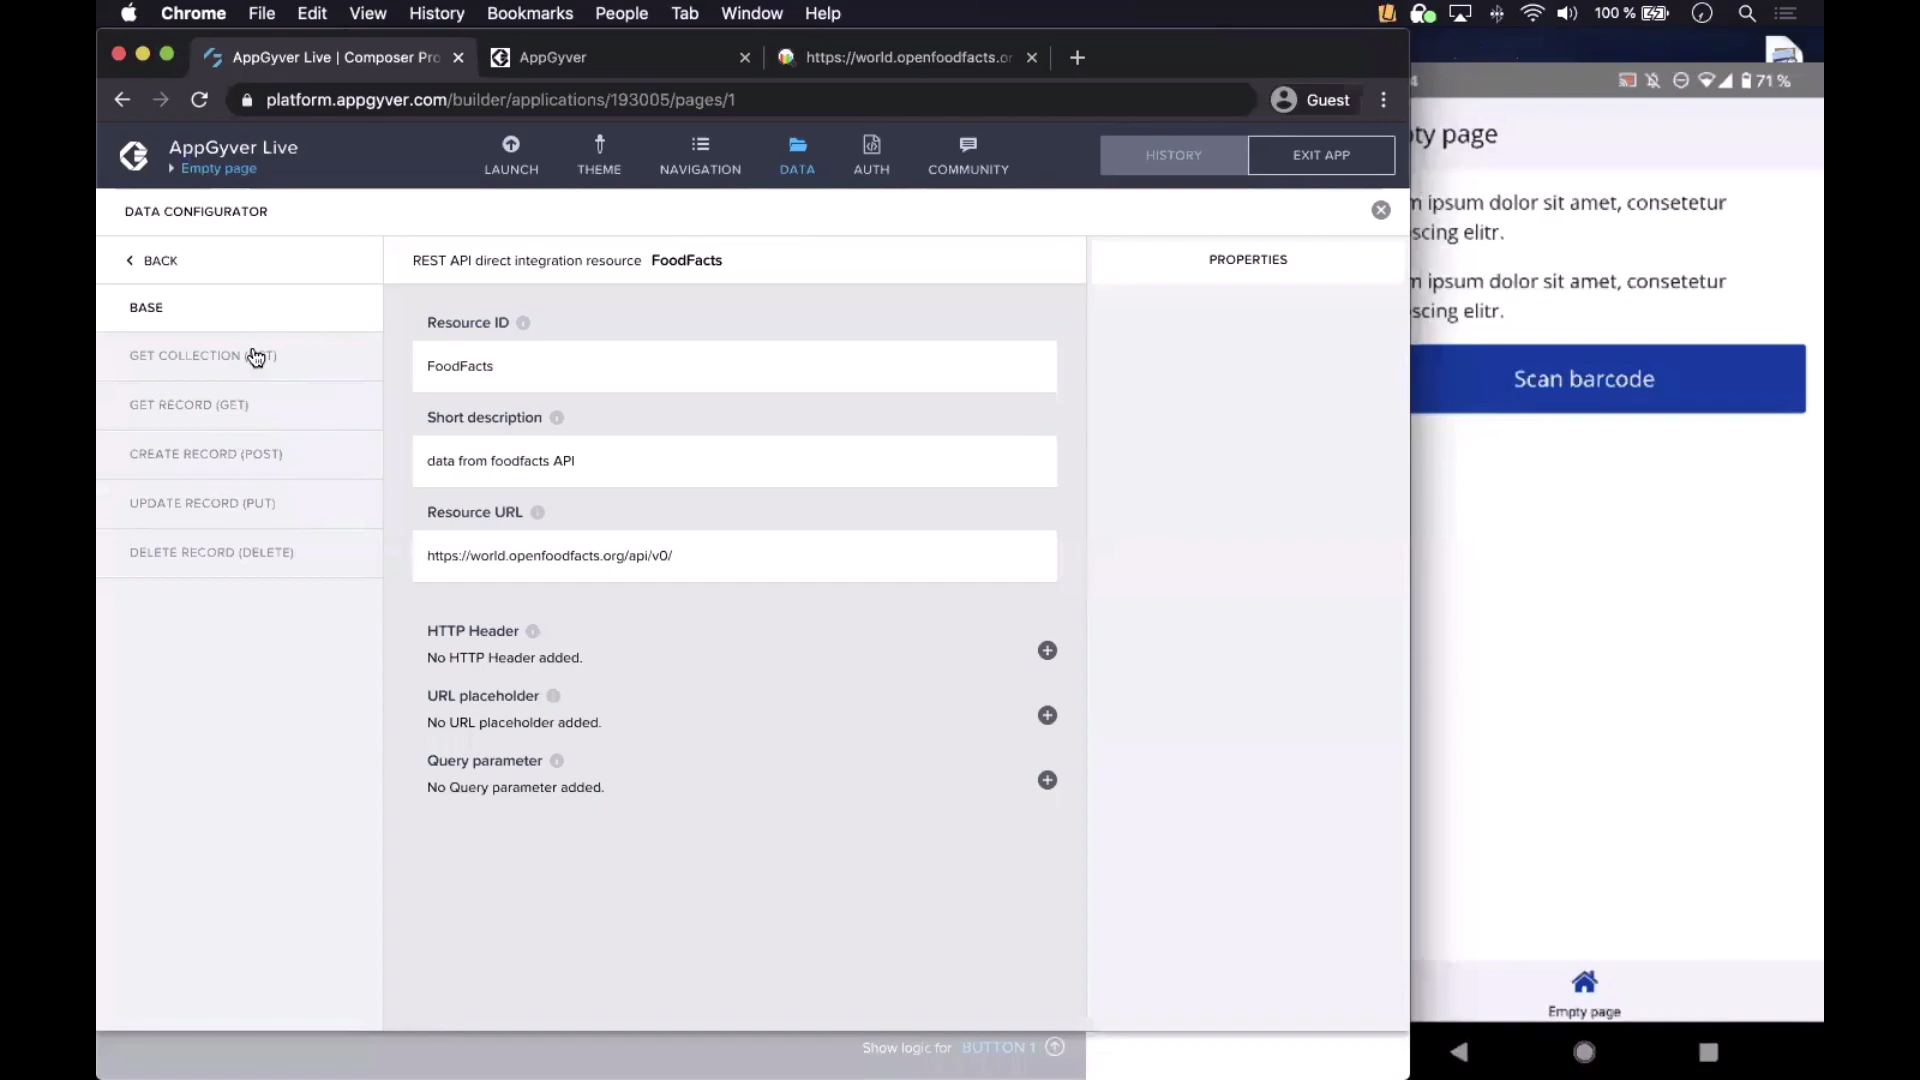 Chrome File Edit View History Bookmarks People Tab Window Help 100 %
AppGyver Live | Composer Pro
AppGyver
https://world.openfoodfacts.or
platform.appgyver.com/builder/applications/193005/pages/1
Guest
71 %
AppGyver Live
Empty page
LAUNCH
THEME
NAVIGATION
DATA
AUTH
COMMUNITY
HISTORY
EXIT APP
DATA CONFIGURATOR
BACK
REST API direct integration resource FoodFacts
PROPERTIES
BASE
GET COLLECTION
GET RECORD (GET)
CREATE RECORD (POST)
UPDATE RECORD (PUT)
DELETE RECORD (DELETE)
Resource ID
FoodFacts
Short description
data from foodfacts API
Resource URL
https://world.openfoodfacts.org/api/v0/
HTTP Header
No HTTP Header added.
URL placeholder
No URL placeholder added.
Query parameter
No Query parameter added.
Show logic for BUTTON 1
pty page
m ipsum dolor sit amet, consetetur
scing elitr.
m ipsum dolor sit amet, consetetur
scing elitr.
Scan barcode
Empty page